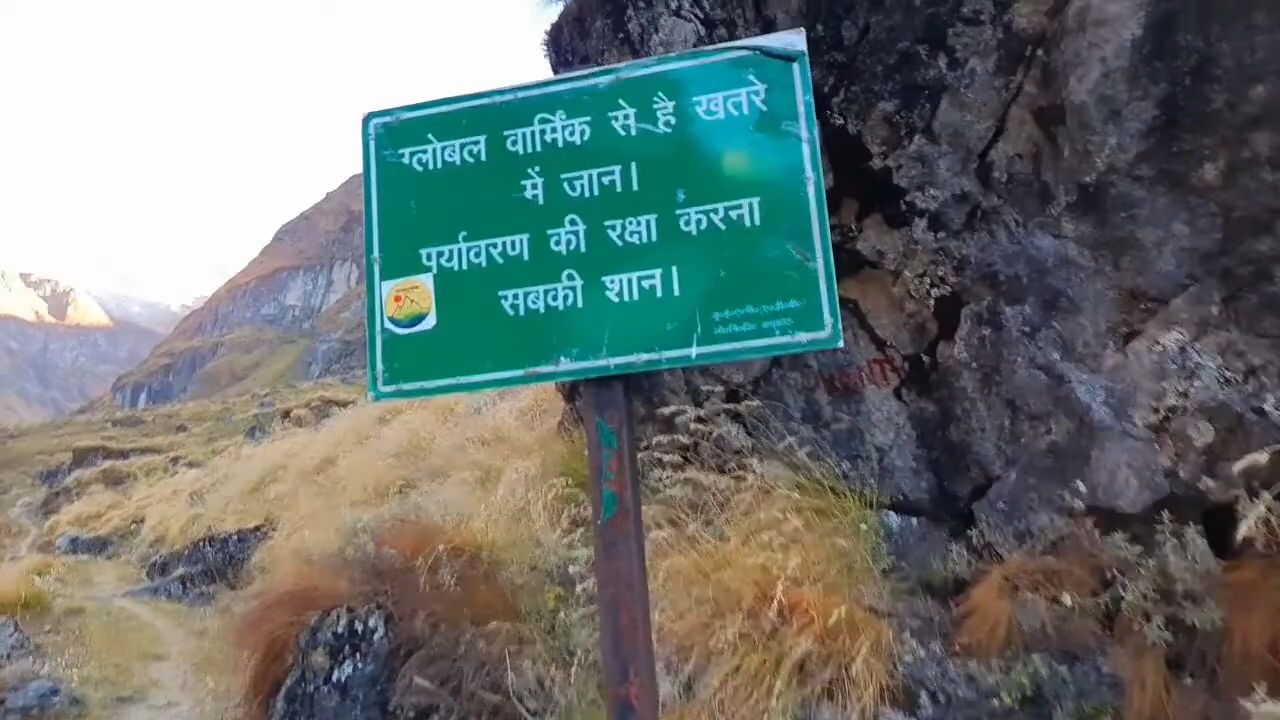 ग्लोबल वार्मिंक से है खतरे
में जान।
पर्यावरण की रक्षा करना
सबकी शान।